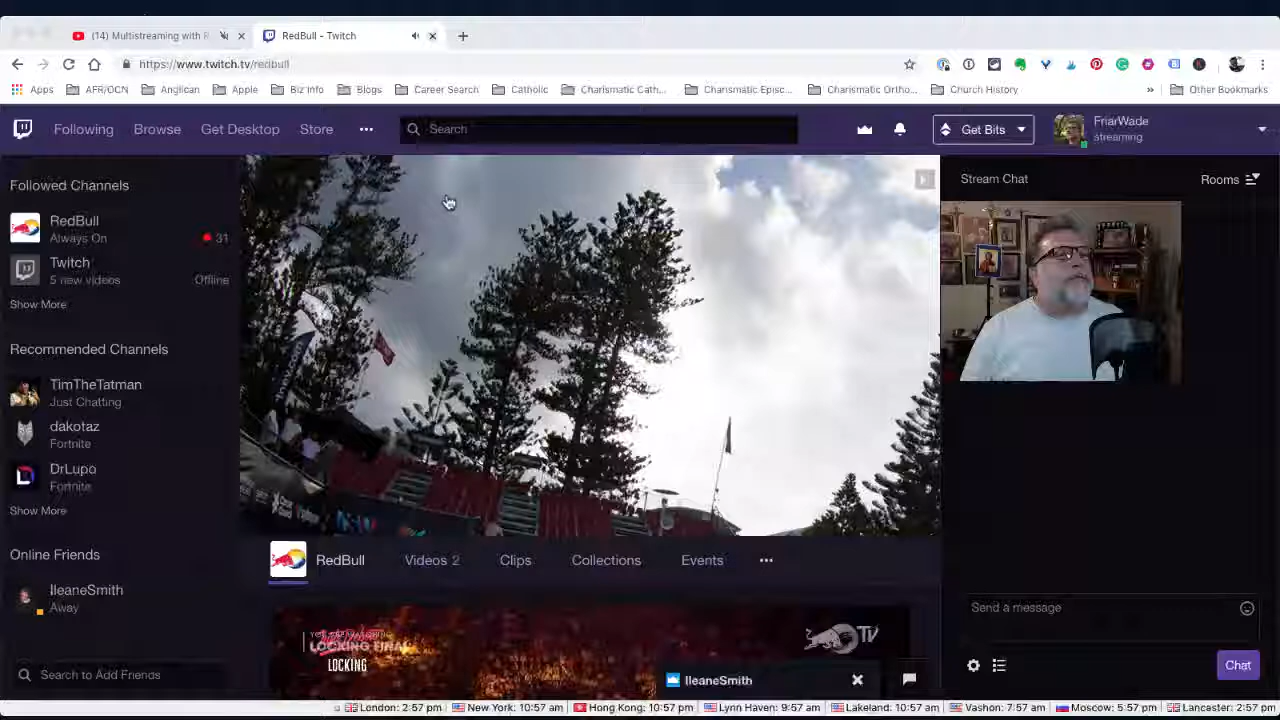 (14) Multistreaming with R
RedBull - Twitch
https://www.twitch.tv/redbull
Apps
AFR/OCN
Anglican
Apple
Biz Info
Blogs
Career Search
Catholic
Charismatic Cath...
Charismatic Episc...
Charismatic Ortho...
Church History
»
Other Bookmarks
Following
Browse
Get Desktop
Store
Search
Get Bits
FriarWade
streaming
Followed Channels
RedBull
Always On
31
Twitch
5 new videos
Offline
Show More
Recommended Channels
TimTheTatman
Just Chatting
dakotaz
Fortnite
DrLupo
Fortnite
Show More
Online Friends
IleaneSmith
Away
Search to Add Friends
RedBull
Videos 2
Clips
Collections
Events
LOCKING FINAL
LOCKING
TV
IleaneSmith
Stream Chat
Rooms
Send a message
Chat
London: 2:57 pm
New York: 10:57 am
Hong Kong: 10:57 pm
Lynn Haven: 9:57 am
Lakeland: 10:57 am
Vashon: 7:57 am
Moscow: 5:57 pm
Lancaster: 2:57 pm